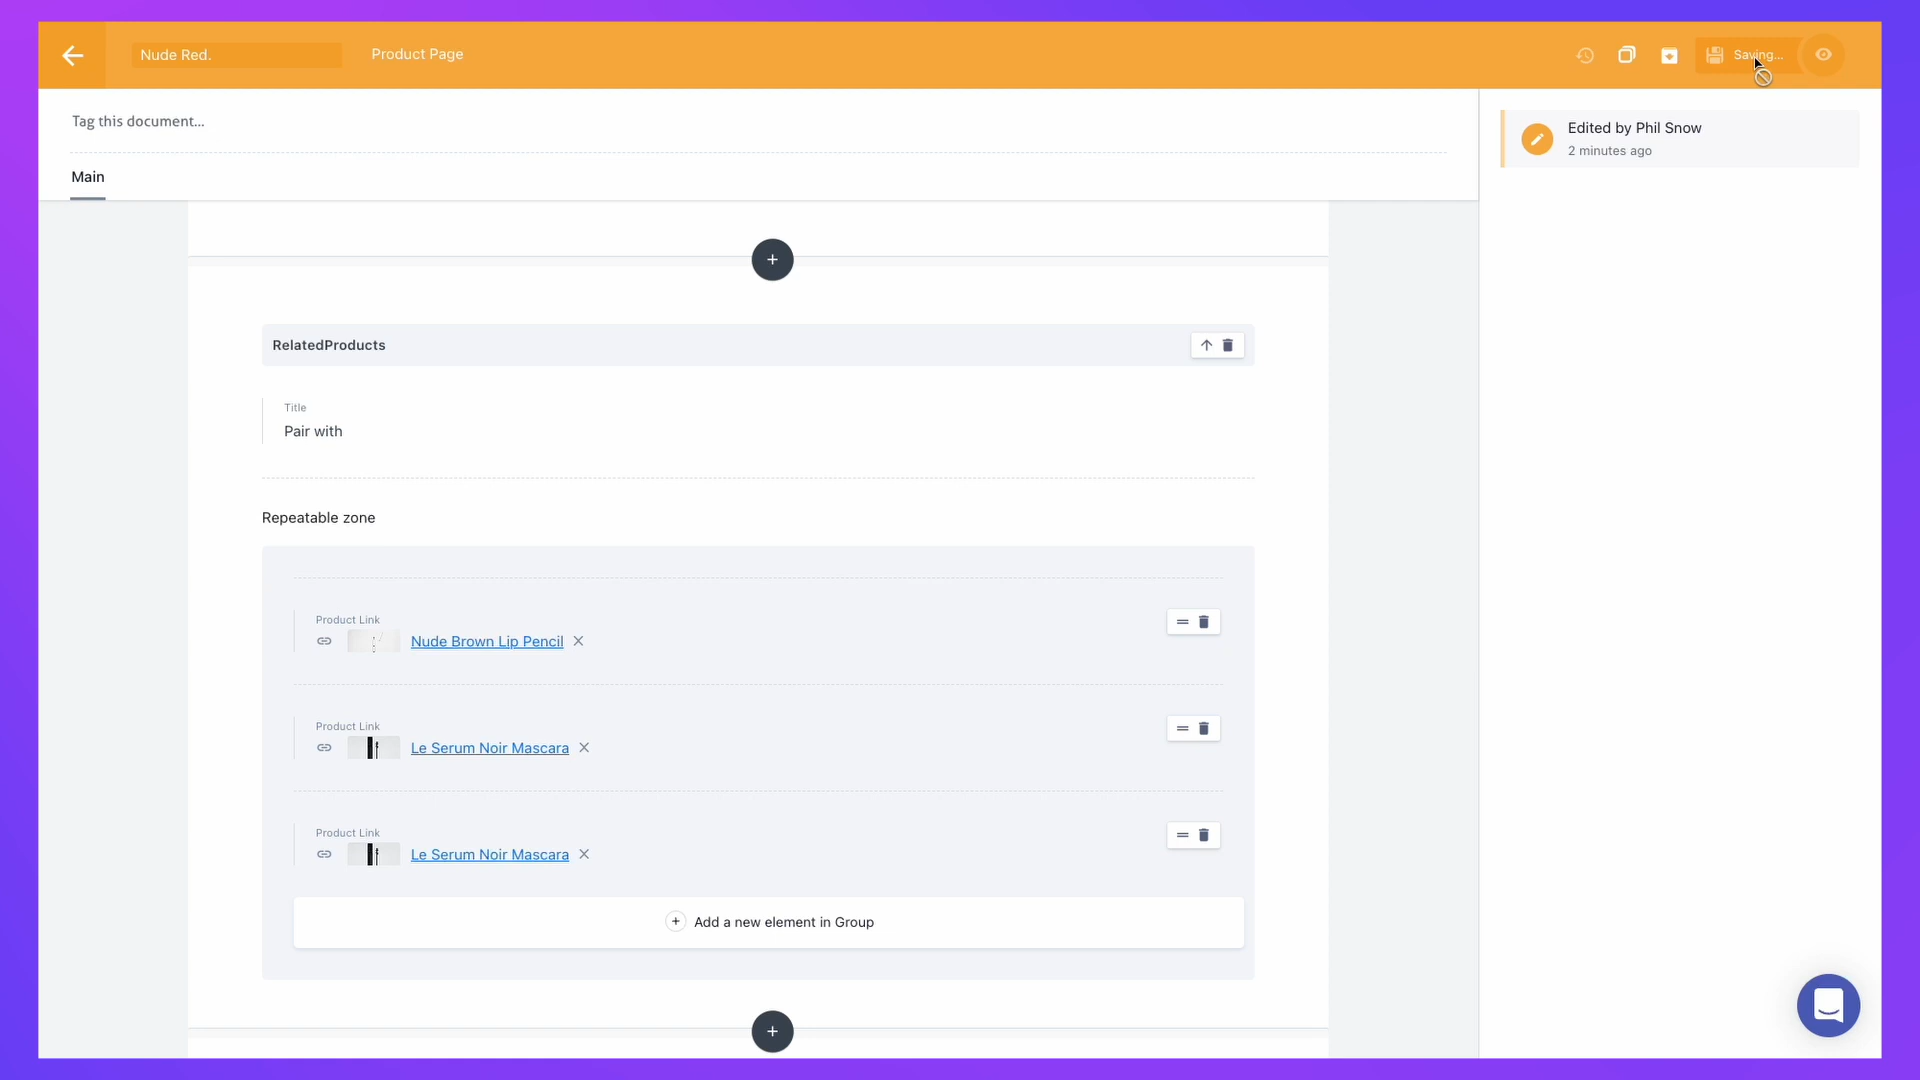 Nude Red.
Product Page
Saving...
Tag this document...
Edited by Phil Snow
2 minutes ago
Main
RelatedProducts
Title
Pair with
Repeatable zone
Product Link
Nude Brown Lip Pencil
Product Link
Le Serum Noir Mascara
Product Link
Le Serum Noir Mascara
Add a new element in Group